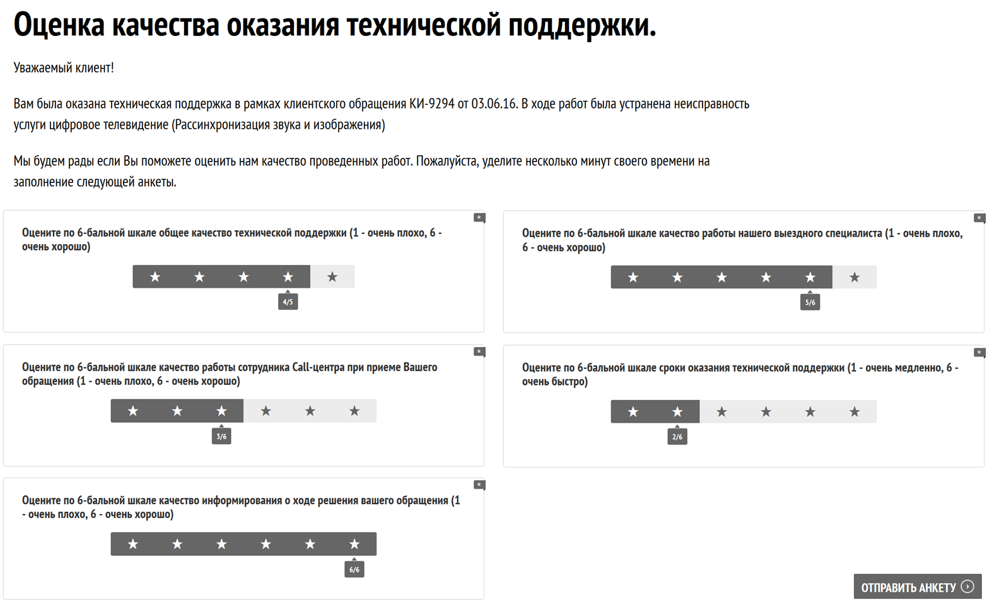 Оценка качества оказания технической поддержки.
Уважаемый клиент!
Вам была оказана техническая поддержка в рамках клиентского обращения КИ-9294 от 03.06.16. В ходе работ была устранена неисправность
услуги цифровое телевидение (Рассинхронизация звука и изображения)
Мы будем рады если Вы поможете оценить нам качество проведенных работ. Пожалуйста, уделите несколько минут своего времени на
заполнение следующей анкеты.
Оцените по 6-бальной шкале общее качество технической поддержки (1 - очень плохо, 6 -
очень хорошо)
4/5
Оцените по 6-бальной шкале качество работы нашего выездного специалиста (1 - очень плохо,
6 - очень хорошо)
5/6
Оцените по 6-бальной шкале качество работы сотрудника Call-центра при приеме Вашего
обращения (1 - очень плохо, 6 - очень хорошо)
3/6
Оцените по 6-бальной шкале сроки оказания технической поддержки (1 - очень медленно, 6 -
очень быстро)
2/6
Оцените по 6-бальной шкале качество информирования о ходе решения вашего обращения (1
- очень плохо, 6 - очень хорошо)
6/6
ОТПРАВИТЬ АНКЕТУ